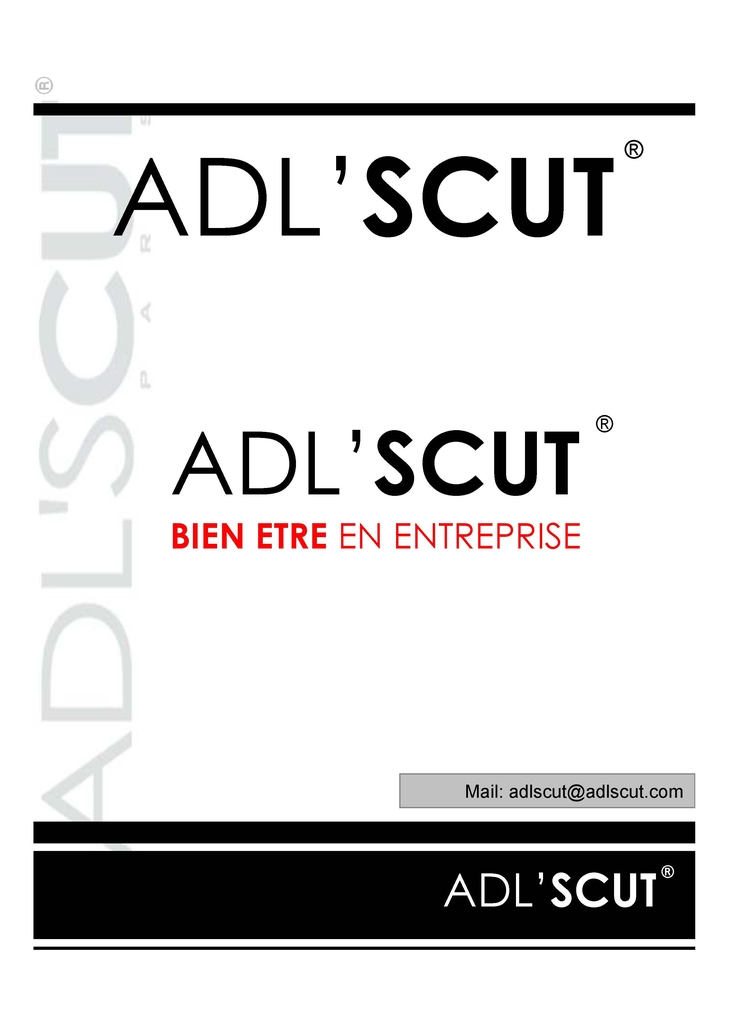 ADL'SCUT®
ADL'SCUT PARIS ®
ADL’SCUT®
BIEN ETRE EN ENTREPRISE
Mail: adlscut@adlscut.com
ADL’SCUT®